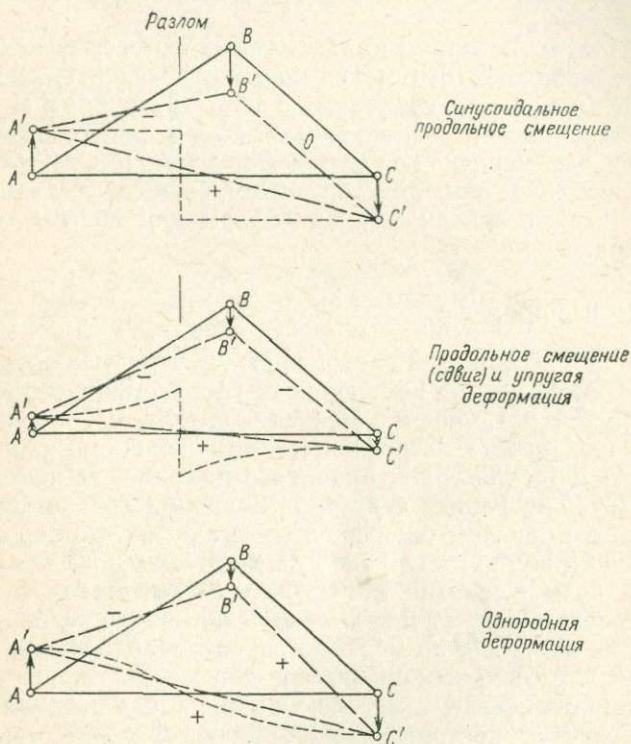 Разлом
B
B'
A'
–
0
A
+
C
C'
Синусоидальное
продольное смещение
B
B'
A'
–
–
A
+
C
C'
Продольное смещение
(сдвиг) и упругая
деформация
B
B'
A'
–
+
A
+
C
C'
Однородная
деформация